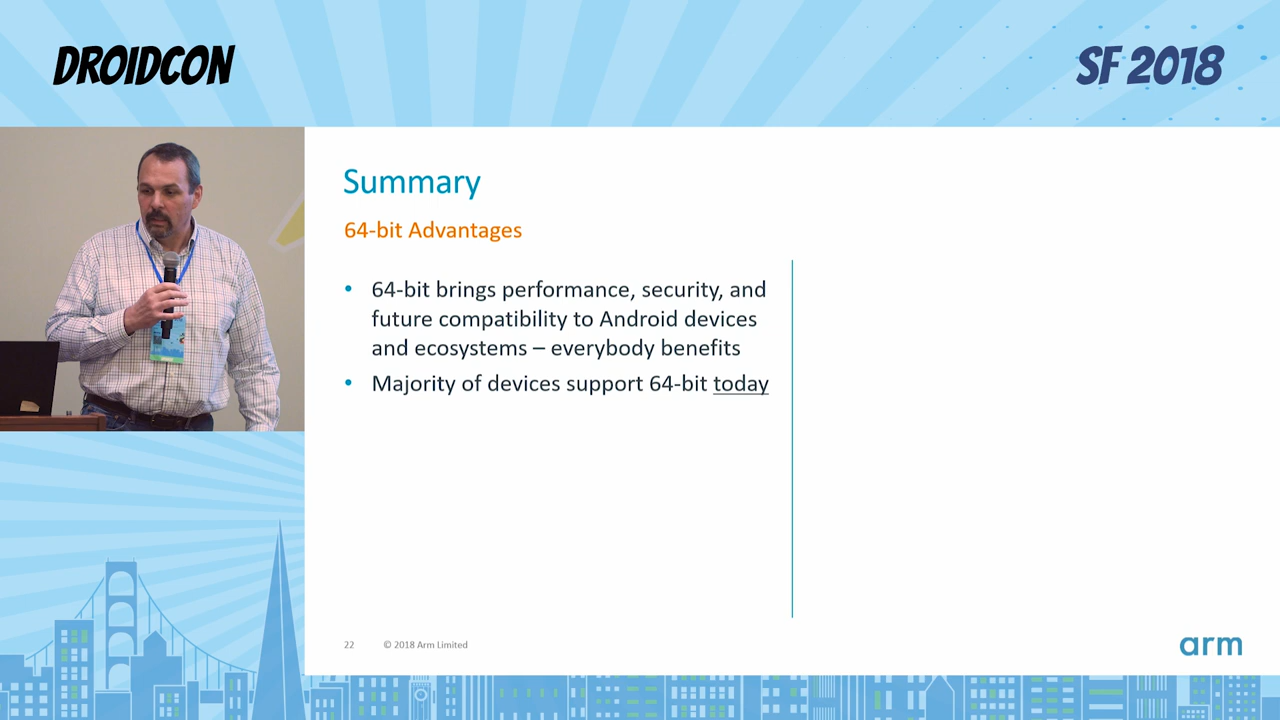 DROIDCON
SF 2018
Summary
64-bit Advantages
• 64-bit brings performance, security, and
future compatibility to Android devices
and ecosystems – everybody benefits
• Majority of devices support 64-bit today
22 © 2018 Arm Limited
arm